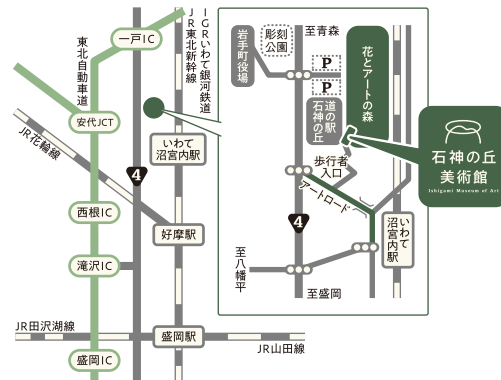 一戸IC
東北自動車道
JR東北新幹線
IGRいわて銀河鉄道
安代JCT
JR花輪線
いわて
沼宮内駅
4
西根IC
好摩駅
滝沢IC
JR田沢湖線
盛岡駅
JR山田線
盛岡IC
至青森
岩手町役場
彫刻
公園
P
P
花とアートの森
道の駅
石神の丘
歩行者
入口
アートロード
4
いわて
沼宮内駅
至八幡平
至盛岡
石神の丘
美術館
Ishigami Museum of Art